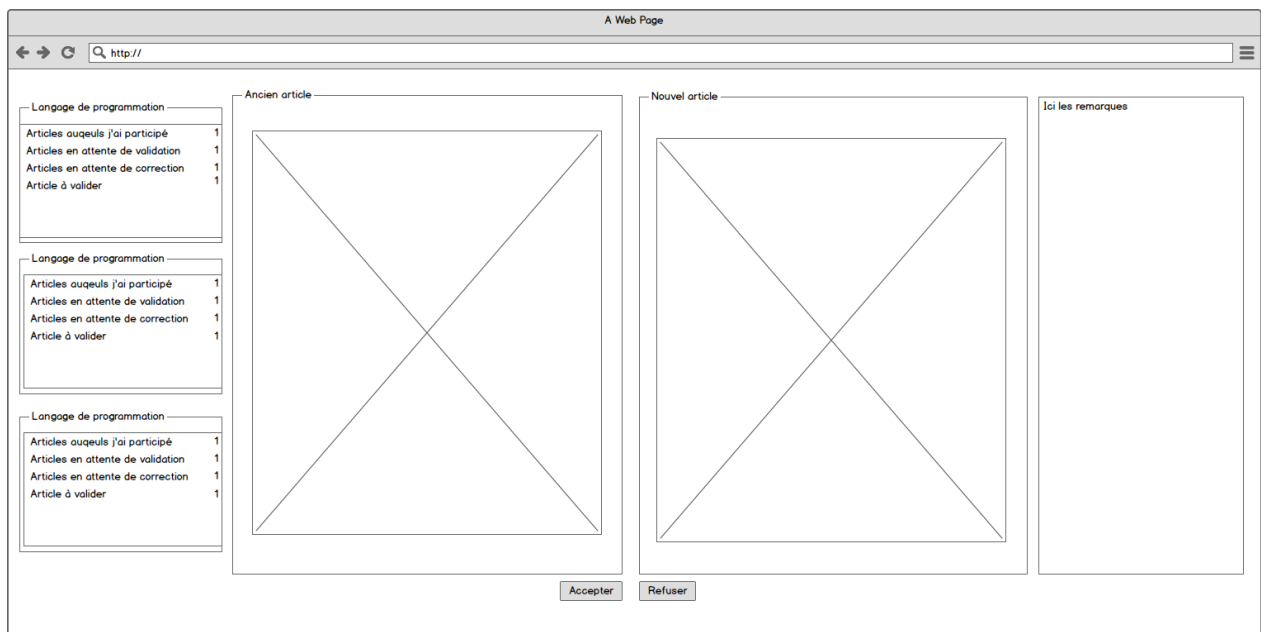 A Web Page
http://
Langage de programmation
Articles auqeuls j'ai participé 1
Articles en attente de validation 1
Articles en attente de correction 1
Article à valider 1
Langage de programmation
Articles auqeuls j'ai participé 1
Articles en attente de validation 1
Articles en attente de correction 1
Article à valider 1
Langage de programmation
Articles auqeuls j'ai participé 1
Articles en attente de validation 1
Articles en attente de correction 1
Article à valider 1
Ancien article
Nouvel article
Ici les remarques
Accepter
Refuser